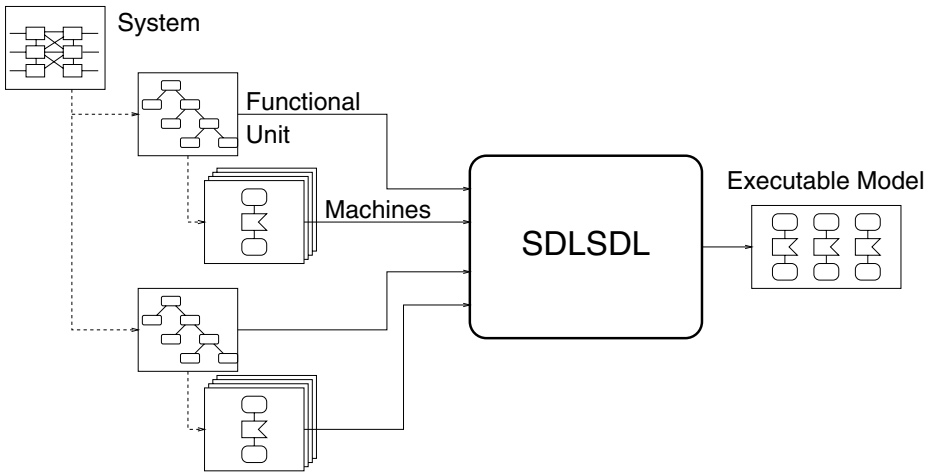 System
Functional
Unit
Machines
SDLSDL
Executable Model